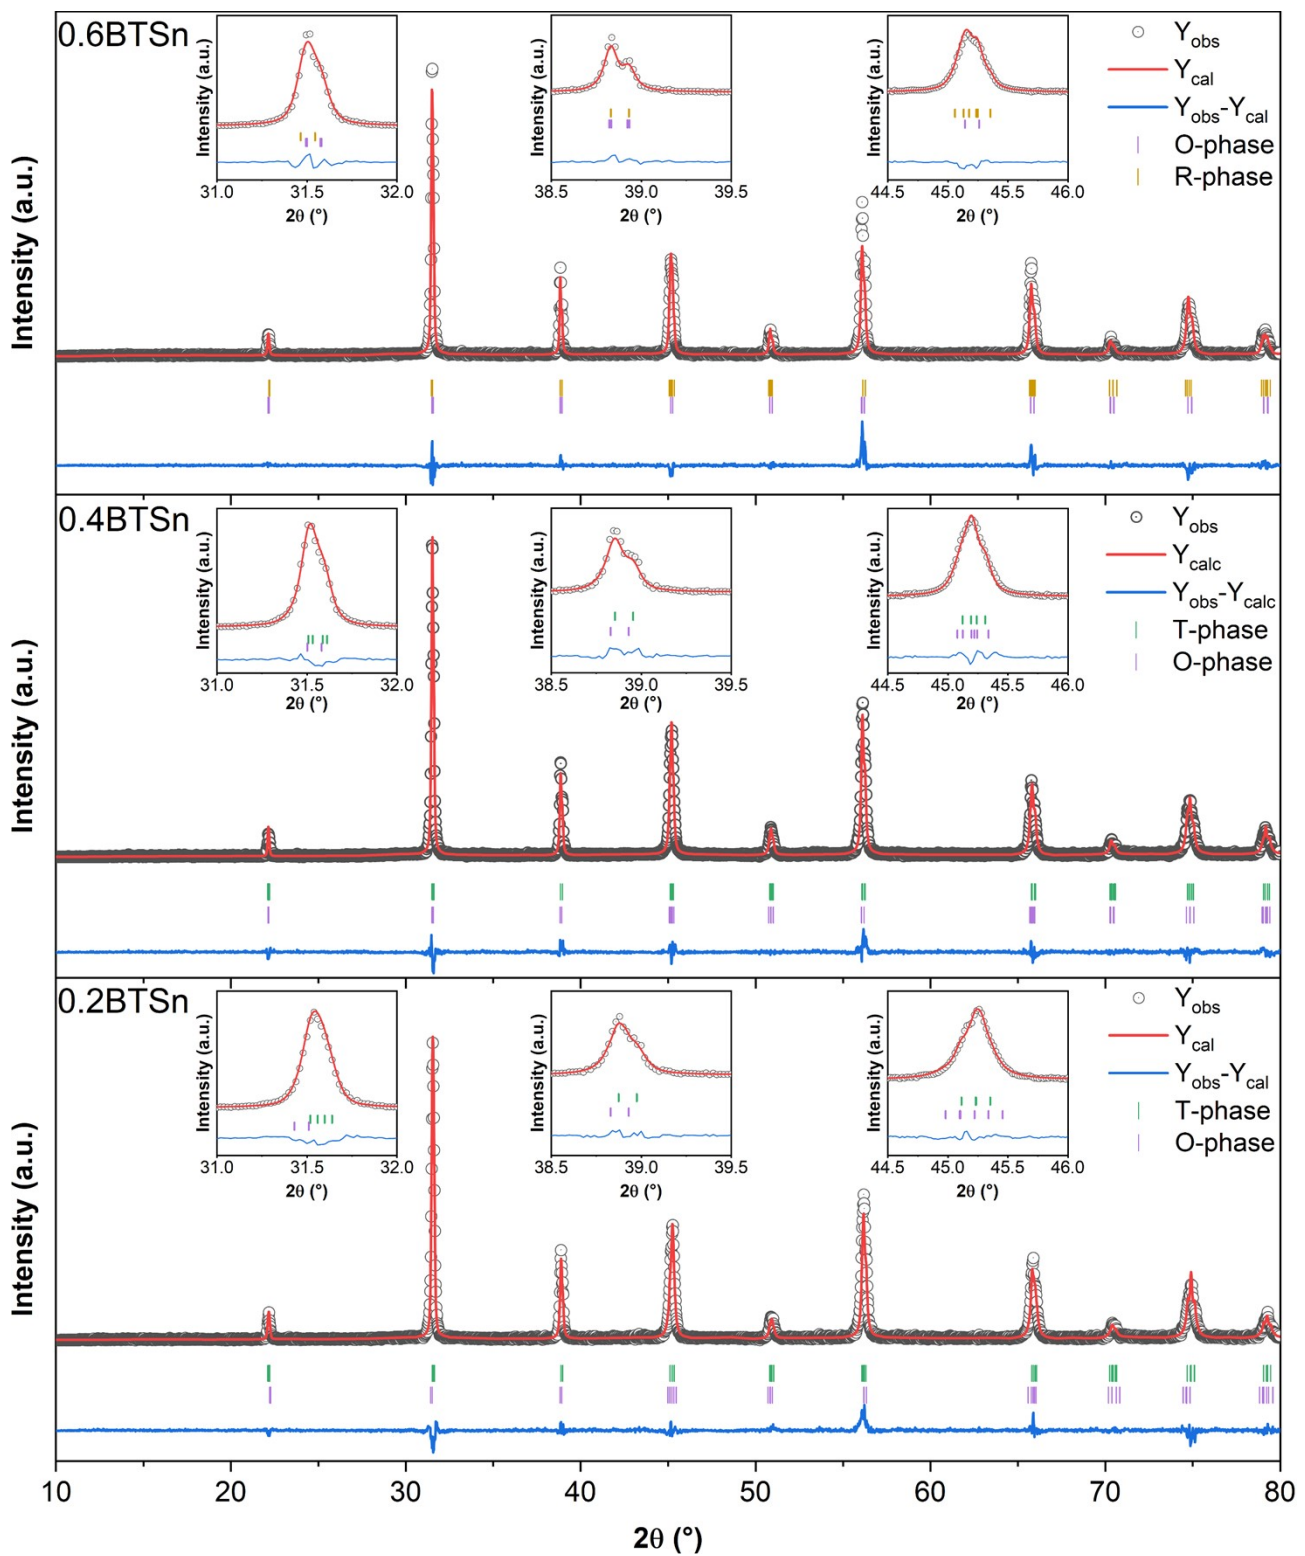 0.6BTSn
Intensity (a.u.)
Intensity (a.u.)
31.0 31.5 32.0
2θ (°)
Intensity (a.u.)
38.5 39.0 39.5
2θ (°)
Intensity (a.u.)
44.5 45.0 45.5 46.0
2θ (°)
Yobs
Ycal
Yobs-Ycal
O-phase
R-phase
0.4BTSn
Intensity (a.u.)
Intensity (a.u.)
31.0 31.5 32.0
2θ (°)
Intensity (a.u.)
38.5 39.0 39.5
2θ (°)
Intensity (a.u.)
44.5 45.0 45.5 46.0
2θ (°)
Yobs
Ycalc
Yobs-Ycalc
T-phase
O-phase
0.2BTSn
Intensity (a.u.)
Intensity (a.u.)
31.0 31.5 32.0
2θ (°)
Intensity (a.u.)
38.5 39.0 39.5
2θ (°)
Intensity (a.u.)
44.5 45.0 45.5 46.0
2θ (°)
Yobs
Ycal
Yobs-Ycal
T-phase
O-phase
10 20 30 40 50 60 70 80
2θ (°)